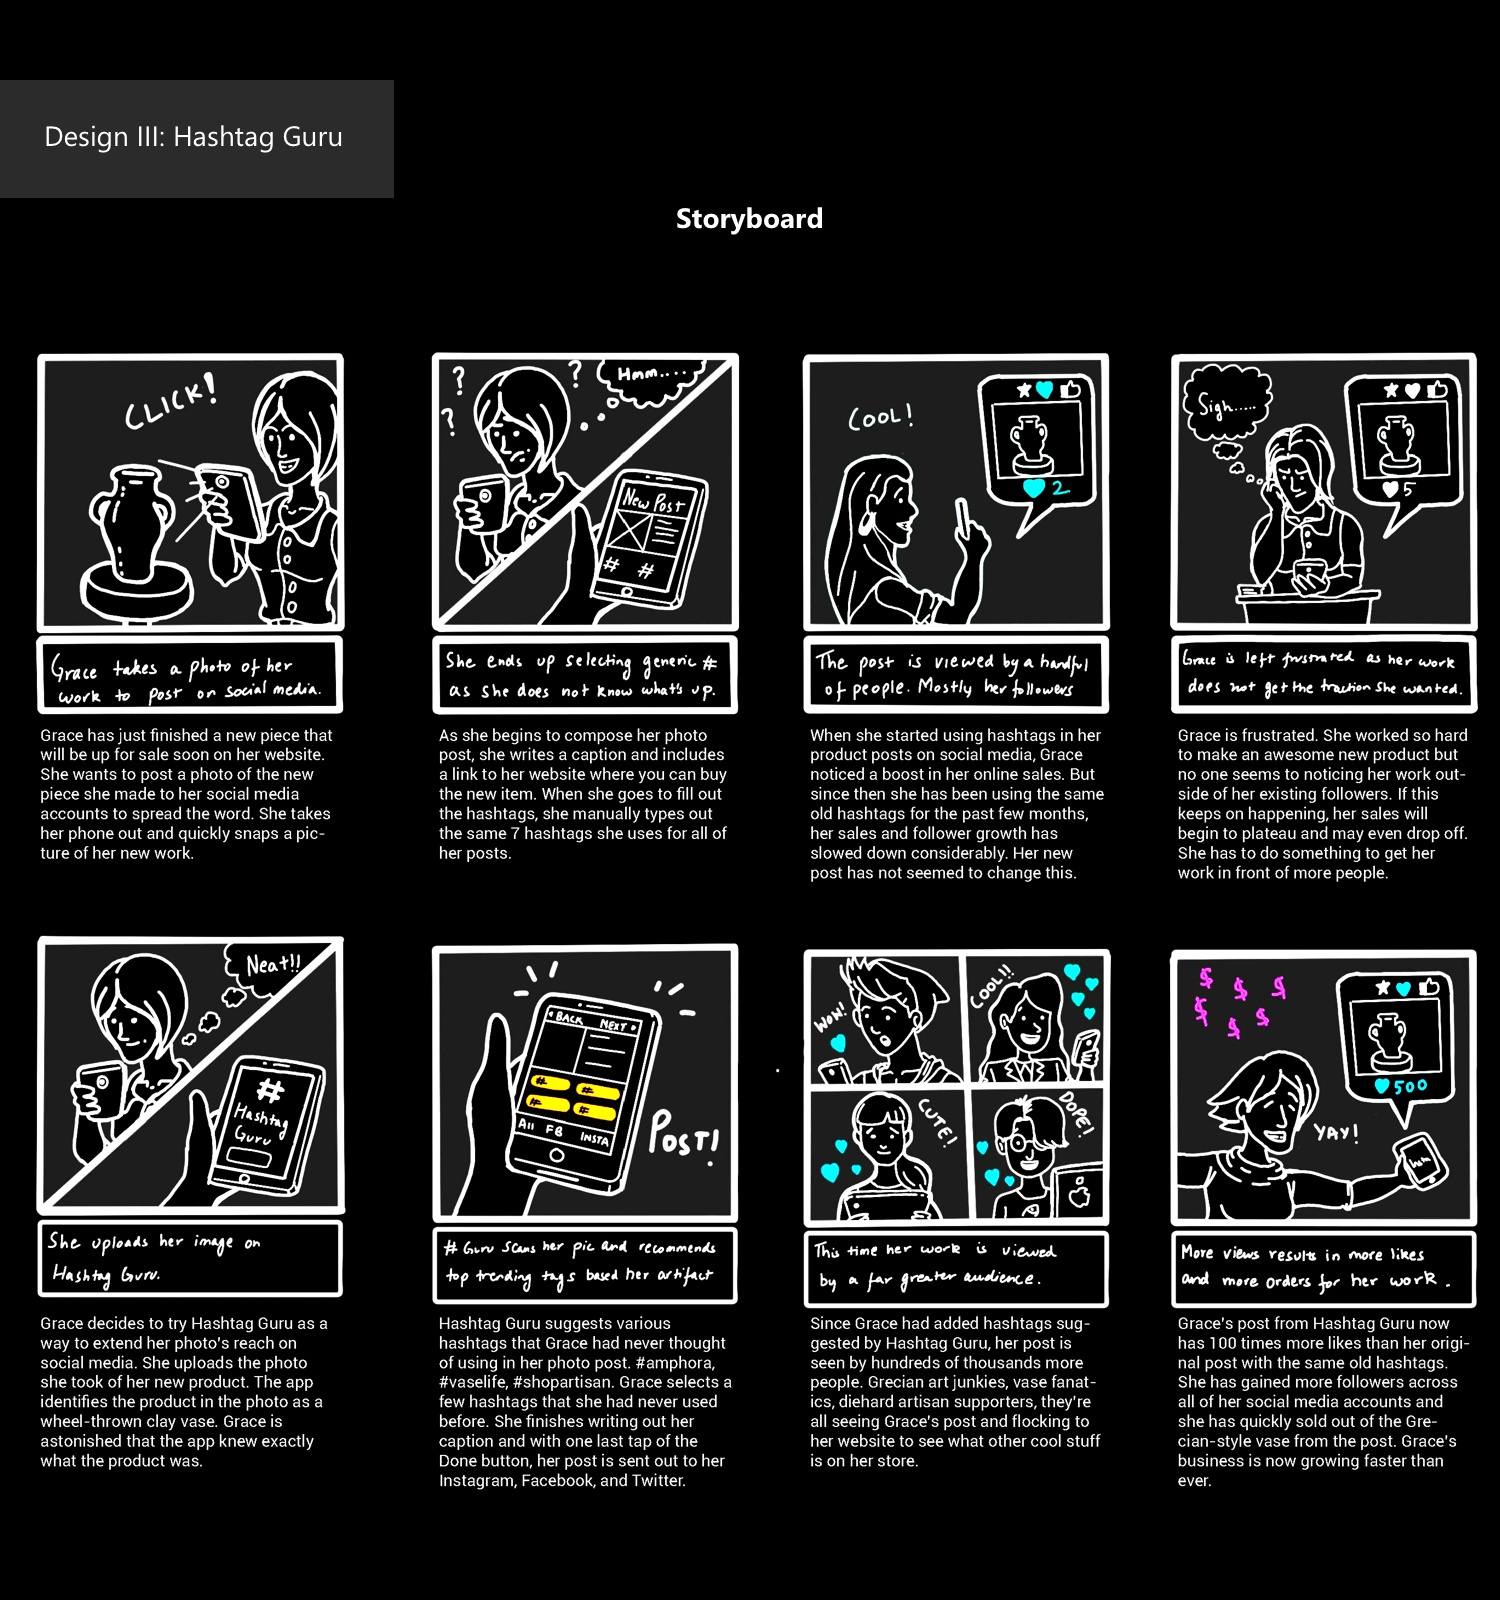 Design III: Hashtag Guru
Storyboard
CLICK!
Grace takes a photo of her
work to post on social media.
Grace has just finished a new piece that
will be up for sale soon on her website.
She wants to post a photo of the new
piece she made to her social media
accounts to spread the word. She takes
her phone out and quickly snaps a pic-
ture of her new work.
? ? ?
Hmm....
New Post
# #
She ends up selecting generic #
as she does not know what's up.
As she begins to compose her photo
post, she writes a caption and includes
a link to her website where you can buy
the new item. When she goes to fill out
the hashtags, she manually types out
the same 7 hashtags she uses for all of
her posts.
COOL!
2
The post is viewed by a handful
of people. Mostly her followers
When she started using hashtags in her
product posts on social media, Grace
noticed a boost in her online sales. But
since then she has been using the same
old hashtags for the past few months,
her sales and follower growth has
slowed down considerably. Her new
post has not seemed to change this.
Sigh.....
5
Grace is left frustrated as her work
does not get the traction she wanted.
Grace is frustrated. She worked so hard
to make an awesome new product but
no one seems to noticing her work out-
side of her existing followers. If this
keeps on happening, her sales will
begin to plateau and may even drop off.
She has to do something to get her
work in front of more people.
Neat!!
#
Hashtag
Guru
She uploads her image on
Hashtag Guru.
Grace decides to try Hashtag Guru as a
way to extend her photo's reach on
social media. She uploads the photo
she took of her new product. The app
identifies the product in the photo as a
wheel-thrown clay vase. Grace is
astonished that the app knew exactly
what the product was.
BACK NEXT
# #
# #
All FB INSTA
POST!
# Guru scans her pic and recommends
top trending tags based her artifact
Hashtag Guru suggests various
hashtags that Grace had never thought
of using in her photo post. #amphora,
#vaselife, #shopartisan. Grace selects a
few hashtags that she had never used
before. She finishes writing out her
caption and with one last tap of the
Done button, her post is sent out to her
Instagram, Facebook, and Twitter.
WOW!
COOL!!
CUTE!
DOPE!
This time her work is viewed
by a far greater audience.
Since Grace had added hashtags sug-
gested by Hashtag Guru, her post is
seen by hundreds of thousands more
people. Grecian art junkies, vase fanat-
ics, diehard artisan supporters, they're
all seeing Grace's post and flocking to
her website to see what other cool stuff
is on her store.
$ $ $ $ $ $
500
YAY!
More views results in more likes
and more orders for her work.
Grace's post from Hashtag Guru now
has 100 times more likes than her origi-
nal post with the same old hashtags.
She has gained more followers across
all of her social media accounts and
she has quickly sold out of the Gre-
cian-style vase from the post. Grace's
business is now growing faster than
ever.